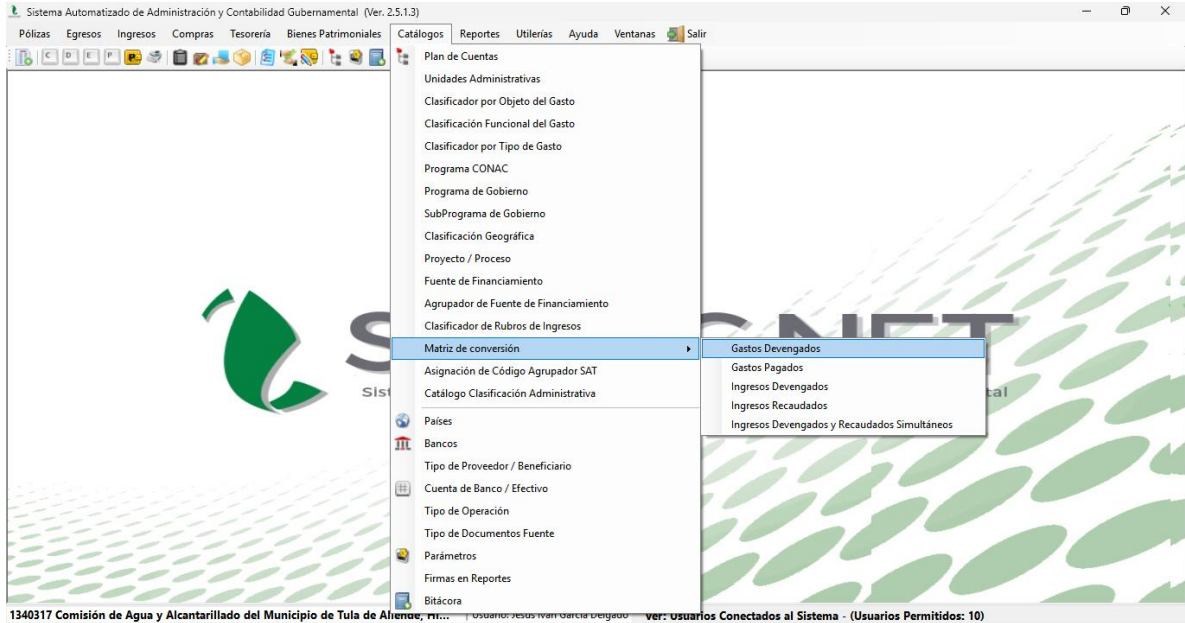 Sistema Automatizado de Administración y Contabilidad Gubernamental (Ver. 2.5.1.3)
Pólizas Egresos Ingresos Compras Tesorería Bienes Patrimoniales Catálogos Reportes Utilerías Ayuda Ventanas Salir
Plan de Cuentas
Unidades Administrativas
Clasificador por Objeto del Gasto
Clasificación Funcional del Gasto
Clasificador por Tipo de Gasto
Programa CONAC
Programa de Gobierno
SubPrograma de Gobierno
Clasificación Geográfica
Proyecto / Proceso
Fuente de Financiamiento
Agrupador de Fuente de Financiamiento
Clasificador de Rubros de Ingresos
Matriz de conversión
Asignación de Código Agrupador SAT
Catálogo Clasificación Administrativa
Países
Bancos
Tipo de Proveedor / Beneficiario
Cuenta de Banco / Efectivo
Tipo de Operación
Tipo de Documentos Fuente
Parámetros
Firmas en Reportes
Bitácora
Gastos Devengados
Gastos Pagados
Ingresos Devengados
Ingresos Recaudados
Ingresos Devengados y Recaudados Simultáneos
1340317 Comisión de Agua y Alcantarillado del Municipio de Tula de Allende, Hi... Usuario: Jesus Ivan Garcia Delgado Ver: Usuarios Conectados al Sistema - (Usuarios Permitidos: 10)